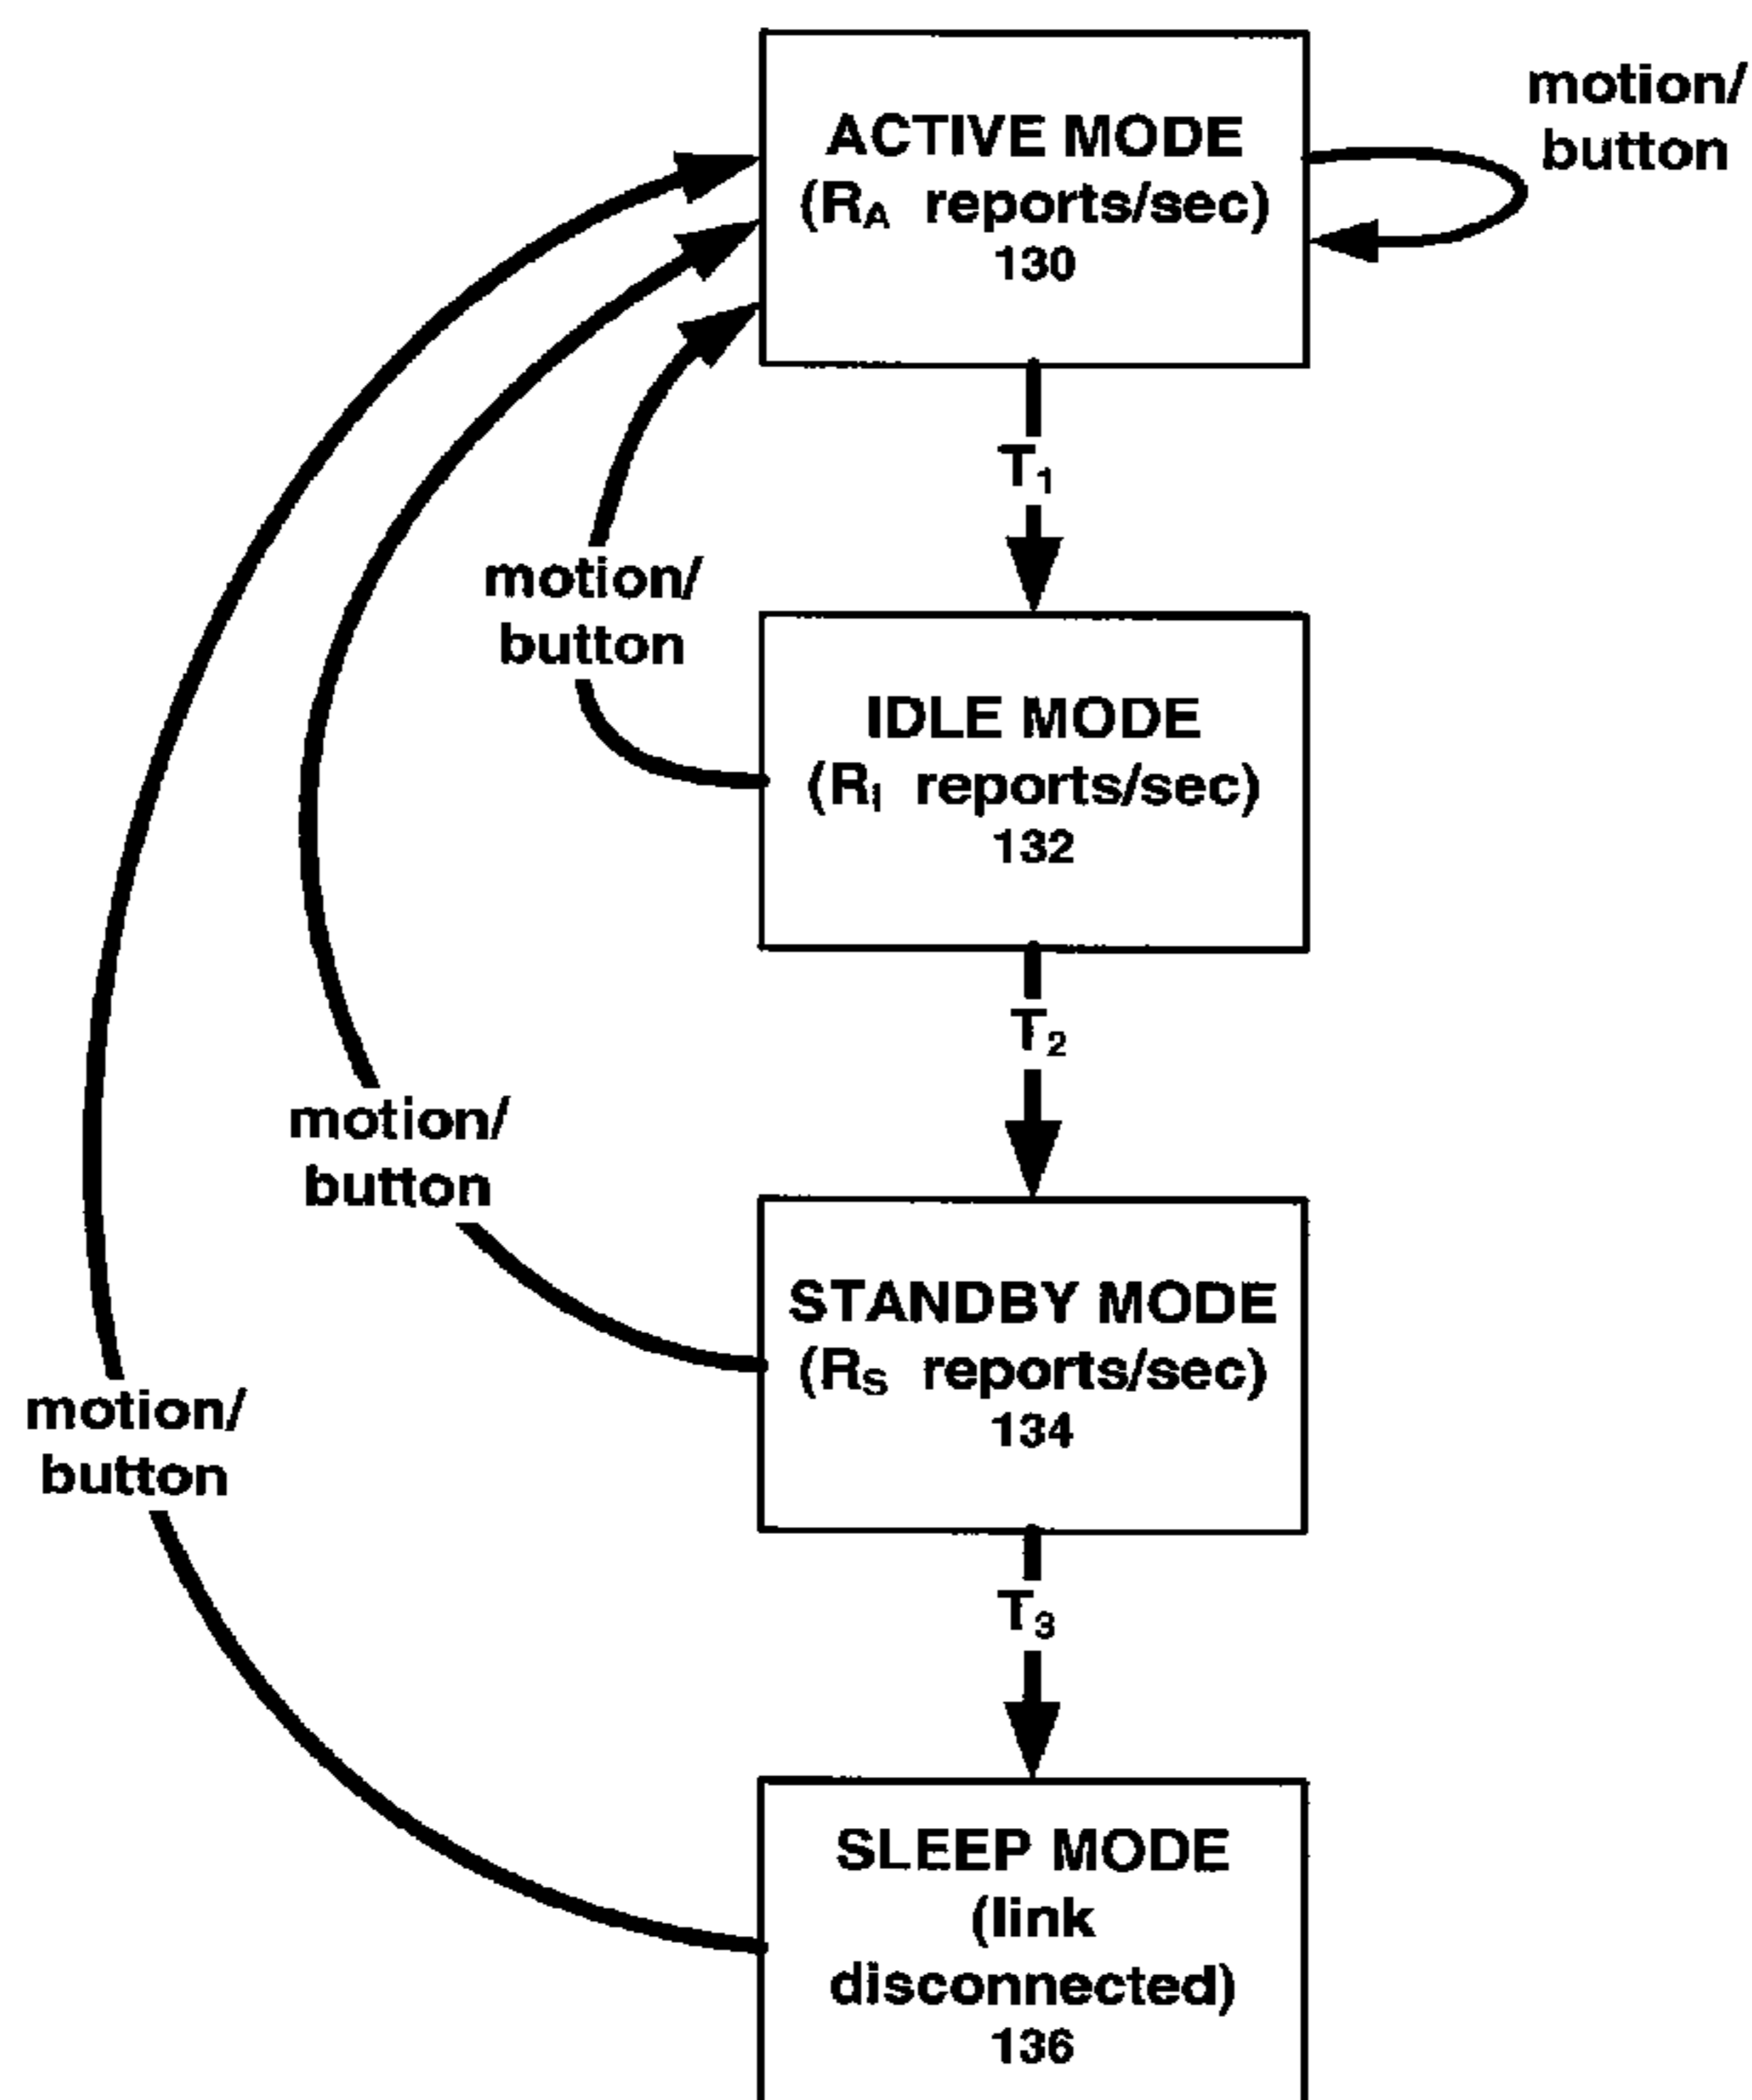 ACTIVE MODE
(RA reports/sec)
130
motion/
button
T1
motion/
button
IDLE MODE
(RI reports/sec)
132
T2
motion/
button
STANDBY MODE
(RS reports/sec)
134
motion/
button
T3
SLEEP MODE
(link
disconnected)
136